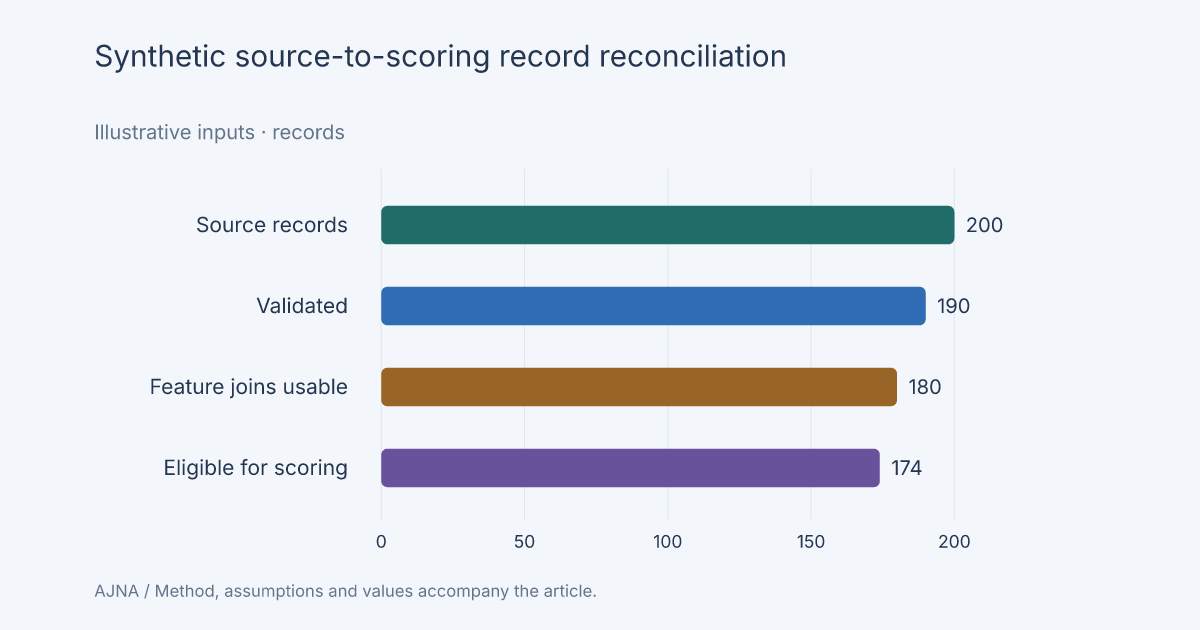 Synthetic source-to-scoring record reconciliation
Illustrative inputs · records
Source records 200
Validated 190
Feature joins usable 180
Eligible for scoring 174
0 50 100 150 200
AJNA / Method, assumptions and values accompany the article.